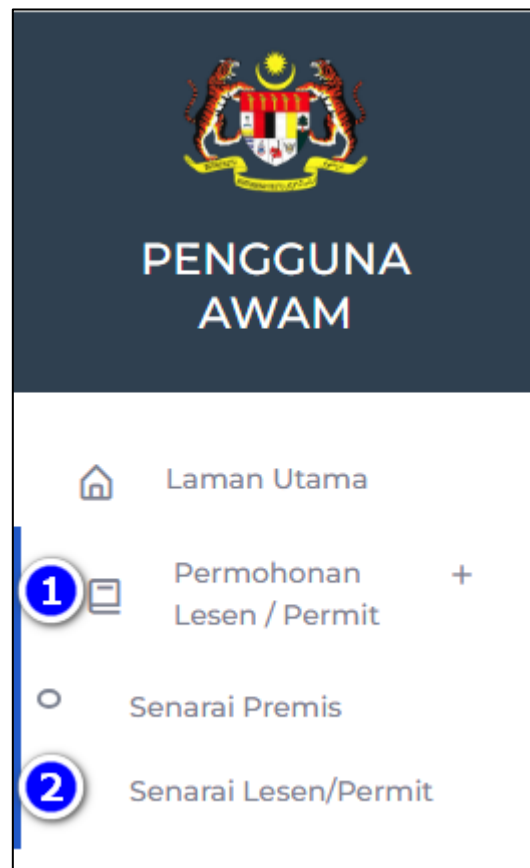 PENGGUNA
AWAM
Laman Utama
1 Permohonan +
Lesen / Permit
Senarai Premis
2 Senarai Lesen/Permit